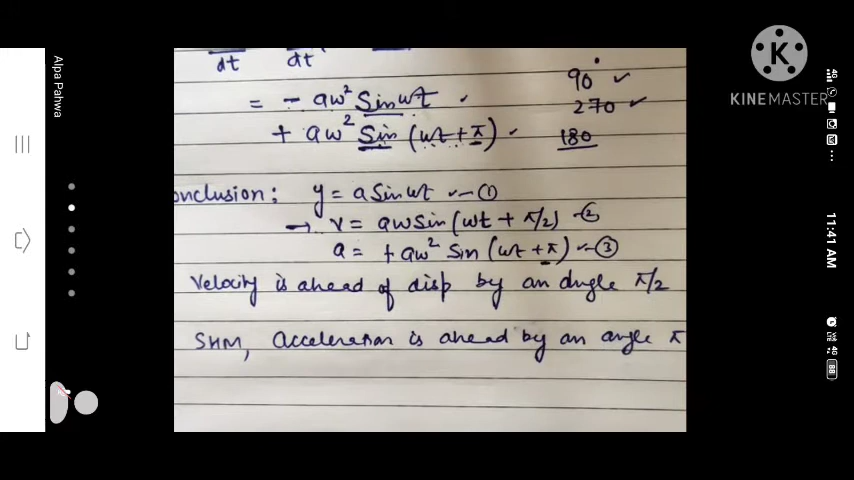 dt dt
= - aω² Sin ωt ✓
+ aω² Sin (ωt + π) ✓
90° ✓
270 ✓
180
onclusion: y = a Sin ωt ✓ - ①
→ v = aω Sin (ωt + π/2) - ②
a = + aω² Sin (ωt + π) ✓ - ③
Velocity is ahead of disp by an angle π/2
SHM, Acceleration is ahead by an angle π
Alpa Pahwa
KINEMASTER
11:41 AM
4G
88